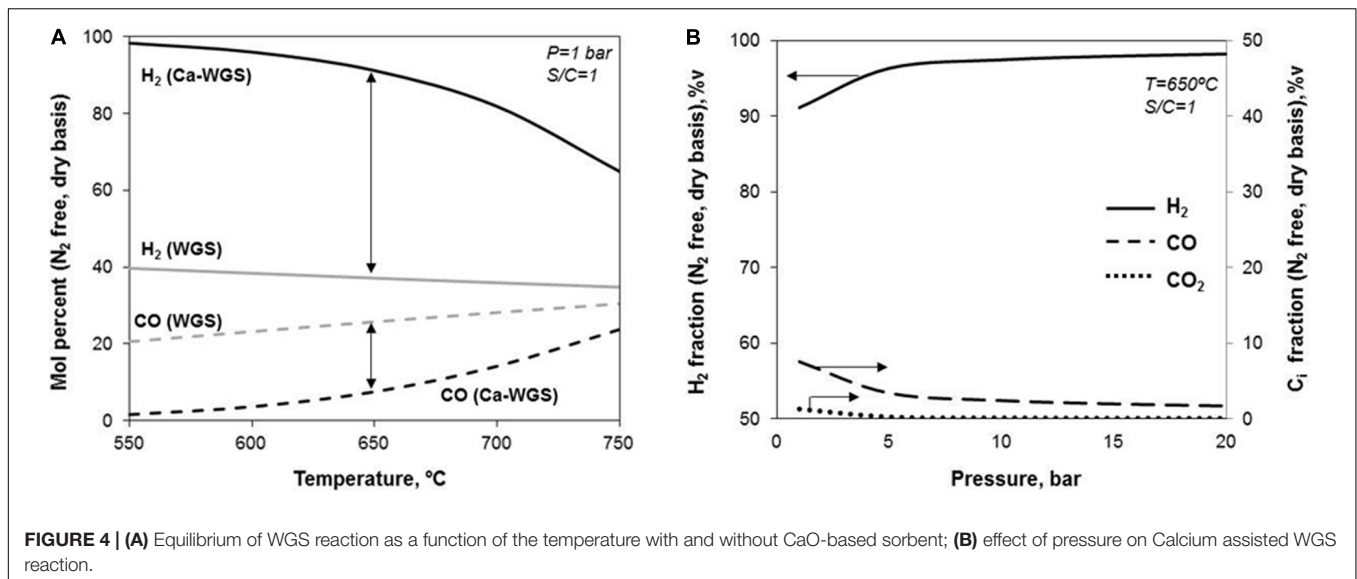 A
100
80
60
40
20
0
Mol percent (N₂ free, dry basis)
P=1 bar
S/C=1
H₂ (Ca-WGS)
H₂ (WGS)
CO (WGS)
CO (Ca-WGS)
550
600
650
700
750
Temperature, ºC
B
100
90
80
70
60
50
H₂ fraction (N₂ free, dry basis),%v
T=650ºC
S/C=1
H₂
CO
CO₂
50
40
30
20
10
0
Cᵢ fraction (N₂ free, dry basis),%v
0
5
10
15
20
Pressure, bar
FIGURE 4 | (A) Equilibrium of WGS reaction as a function of the temperature with and without CaO-based sorbent; (B) effect of pressure on Calcium assisted WGS
reaction.